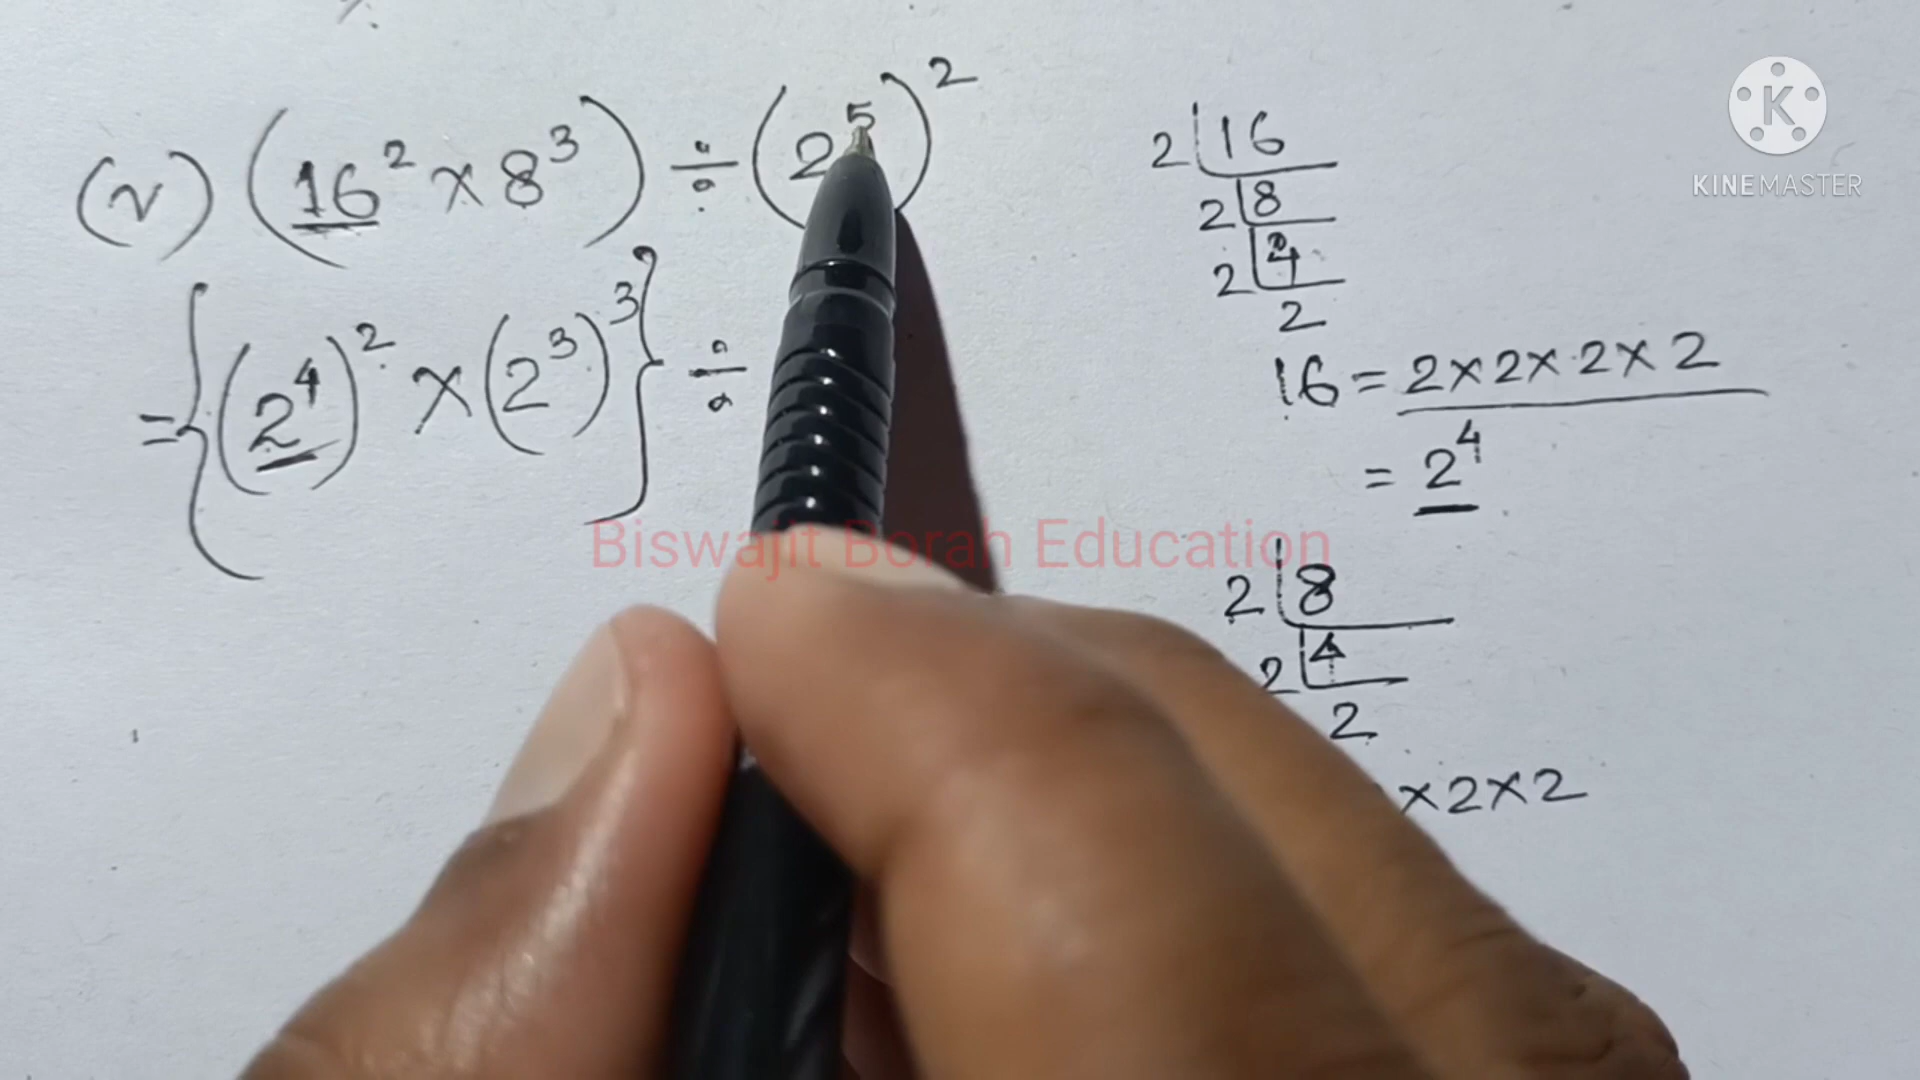 (v) (16² × 8³) ÷ (2⁵)²
= {(2⁴)² × (2³)³} ÷
2 | 16
2 | 8
2 | 4
2
16 = 2×2×2×2
= 2⁴
2 | 8
2 | 4
2
×2×2
KINEMASTER
Biswajit Borah Education